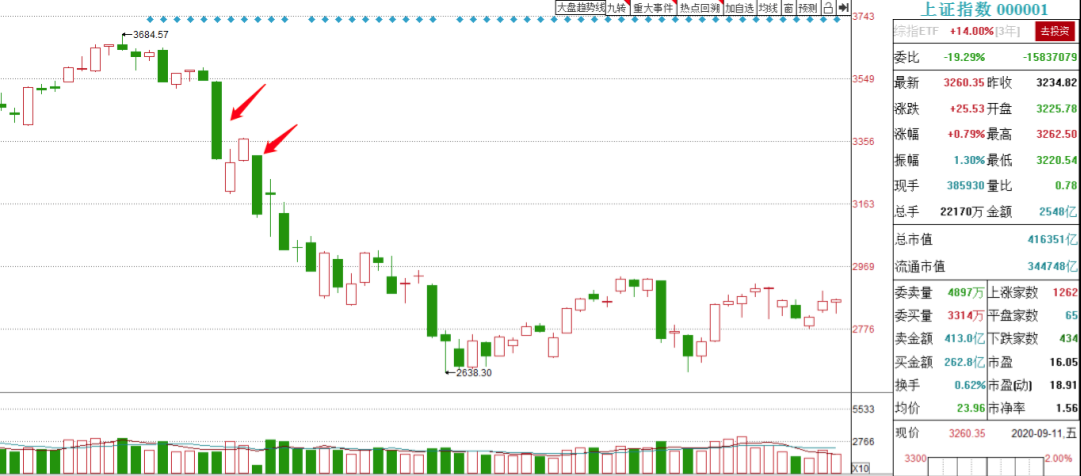 大盘趋势线 九转 重大事件 热点回溯 加自选 均线 窗 预测
上证指数 000001
综指ETF +14.00%[3年] 去投资
3743
3684.57
3549
3356
3163
2969
2776
2638.30
5533
2766
X10
委比 -19.29% -15837079
最新 3260.35 昨收 3234.82
涨跌 +25.53 开盘 3225.78
涨幅 +0.79% 最高 3262.50
振幅 1.30% 最低 3220.54
现手 385930 量比 0.78
总手 22170万 金额 2548亿
总市值 416351亿
流通市值 344748亿
委卖量 4897万 上涨家数 1262
委买量 3314万 平盘家数 65
卖金额 413.0亿 下跌家数 434
买金额 262.8亿 市盈 16.05
换手 0.62% 市盈(动) 18.91
均价 23.96 市净率 1.56
现价 3260.35 2020-09-11,五
3300 2.00%